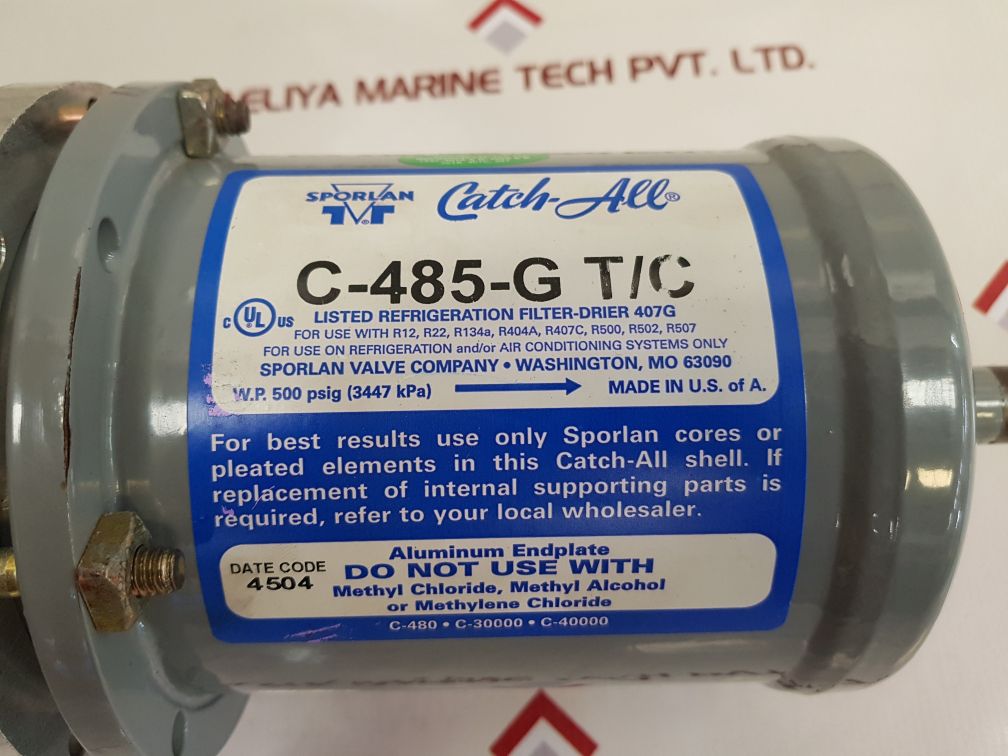 AELIYA MARINE TECH PVT. LTD.
SPORLAN Catch-All®
C-485-G T/C
LISTED REFRIGERATION FILTER-DRIER 407G
C UL US
FOR USE WITH R12, R22, R134a, R404A, R407C, R500, R502, R507
FOR USE ON REFRIGERATION and/or AIR CONDITIONING SYSTEMS ONLY
SPORLAN VALVE COMPANY • WASHINGTON, MO 63090
W.P. 500 psig (3447 kPa) MADE IN U.S. of A.
For best results use only Sporlan cores or
pleated elements in this Catch-All shell. If
replacement of internal supporting parts is
required, refer to your local wholesaler.
DATE CODE
4504
Aluminum Endplate
DO NOT USE WITH
Methyl Chloride, Methyl Alcohol
or Methylene Chloride
C-480 • C-30000 • C-40000